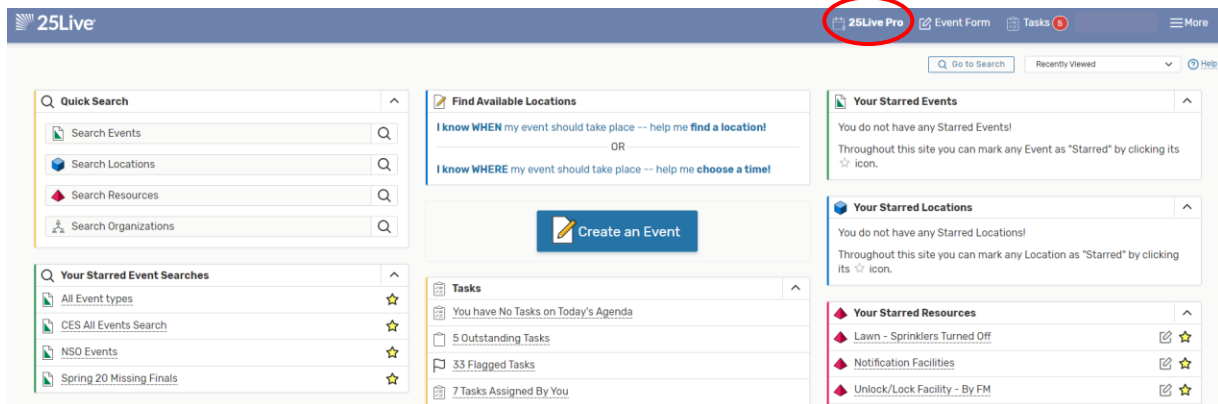 25Live
25Live Pro
Event Form
Tasks 5
More
Go to Search
Recently Viewed
Help
Quick Search
Search Events
Search Locations
Search Resources
Search Organizations
Your Starred Event Searches
All Event types
CES All Events Search
NSO Events
Spring 20 Missing Finals
Find Available Locations
I know WHEN my event should take place -- help me find a location!
OR
I know WHERE my event should take place -- help me choose a time!
Create an Event
Tasks
You have No Tasks on Today's Agenda
5 Outstanding Tasks
33 Flagged Tasks
7 Tasks Assigned By You
Your Starred Events
You do not have any Starred Events!
Throughout this site you can mark any Event as "Starred" by clicking its
☆ icon.
Your Starred Locations
You do not have any Starred Locations!
Throughout this site you can mark any Location as "Starred" by clicking
its ☆ icon.
Your Starred Resources
Lawn - Sprinklers Turned Off
Notification Facilities
Unlock/Lock Facility - By FM